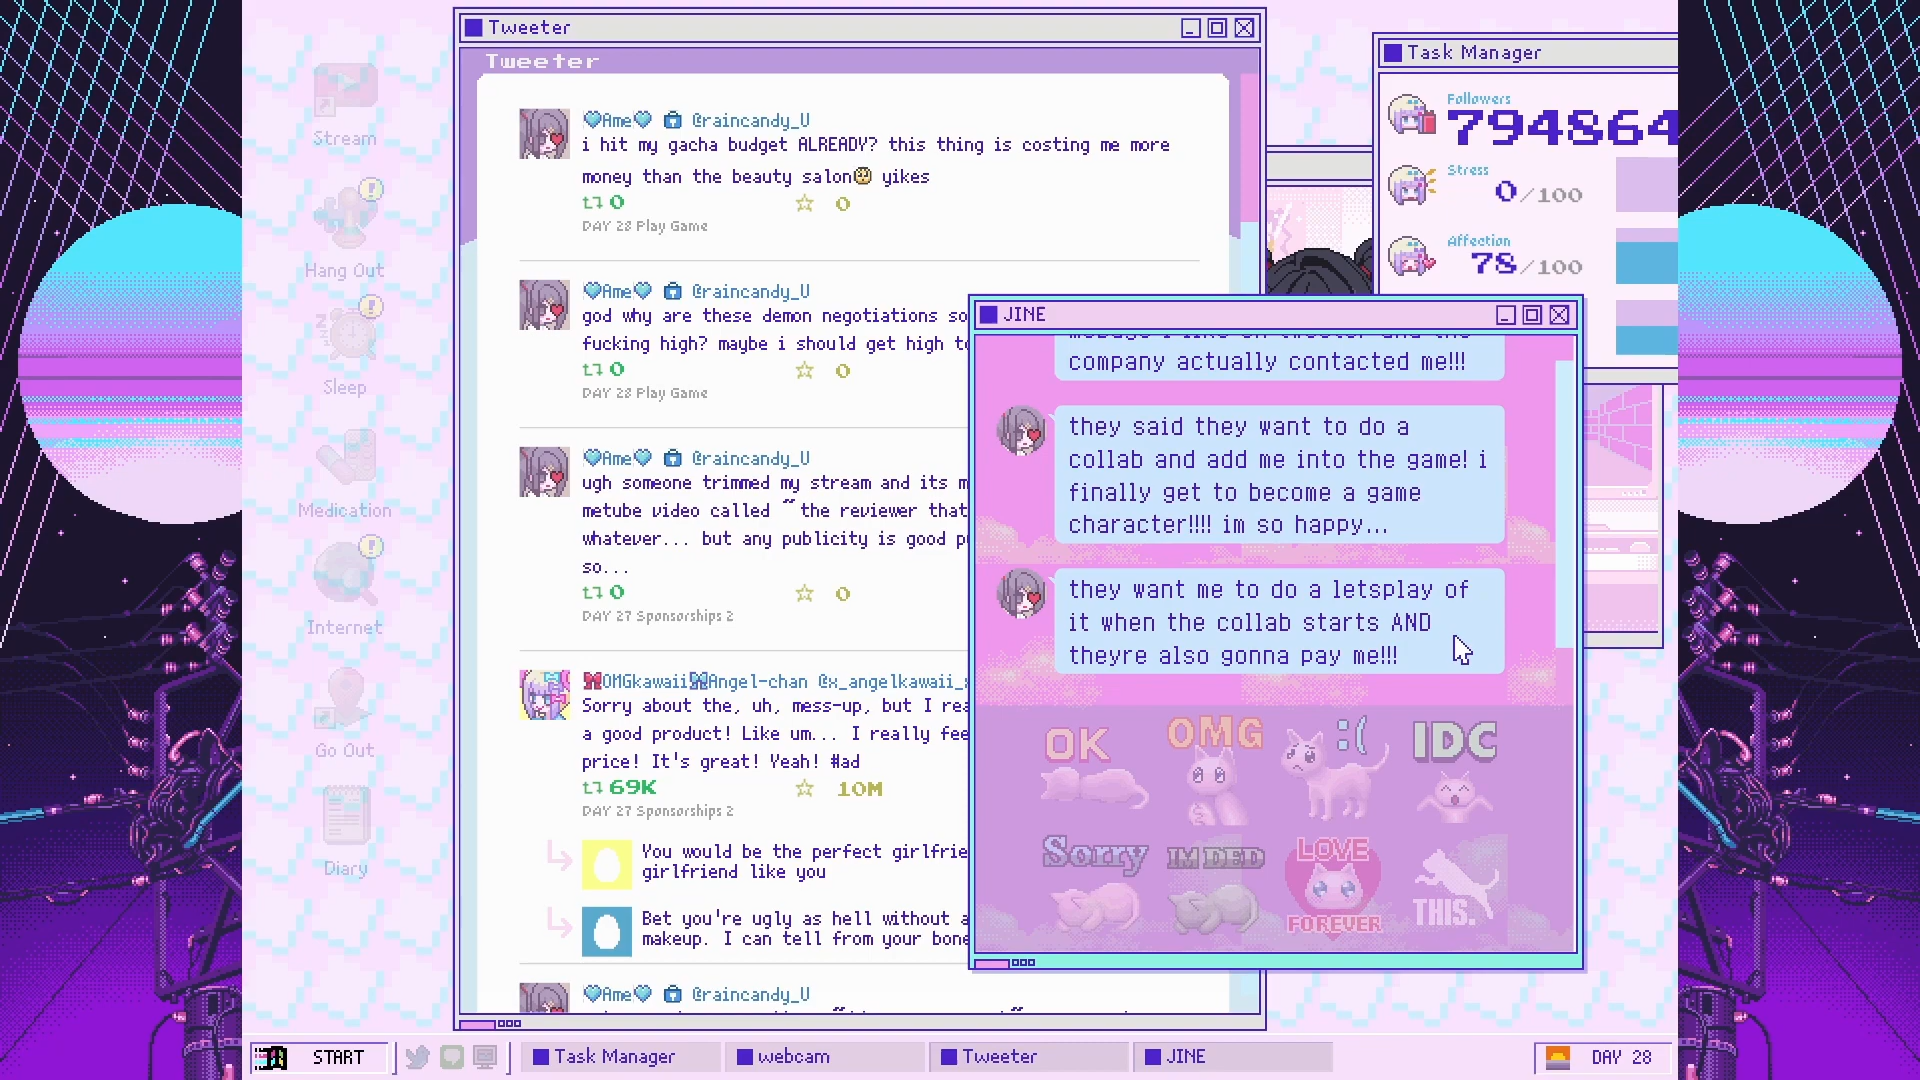 Tweeter
Tweeter
Ame @raincandy_U
i hit my gacha budget ALREADY? this thing is costing me more
money than the beauty salon yikes
0 0
DAY 28 Play Game
Ame @raincandy_U
god why are these demon negotiations so
fucking high? maybe i should get high to
0 0
DAY 28 Play Game
Ame @raincandy_U
ugh someone trimmed my stream and its
metube video called ~the reviewer that
whatever... but any publicity is good
so...
0 0
DAY 27 Sponsorships 2
OMGkawaii Angel-chan @x_angelkawaii_
Sorry about the, uh, mess-up, but I
a good product! Like um... I really
price! It's great! Yeah! #ad
69K 10M
DAY 27 Sponsorships 2
You would be the perfect
girlfriend like you
Bet you're ugly as hell without
makeup. I can tell from your
Ame @raincandy_U
Task Manager
Followers
794864
Stress
0/100
Affection
78/100
JINE
company actually contacted me!!!
they said they want to do a
collab and add me into the game! i
finally get to become a game
character!!!! im so happy...
they want me to do a letsplay of
it when the collab starts AND
theyre also gonna pay me!!!
OK
OMG
:(
IDC
Sorry
IM DED
LOVE
FOREVER
THIS.
Stream
Hang Out
Sleep
Medication
Internet
Go Out
Diary
START
Task Manager
webcam
Tweeter
JINE
DAY 28